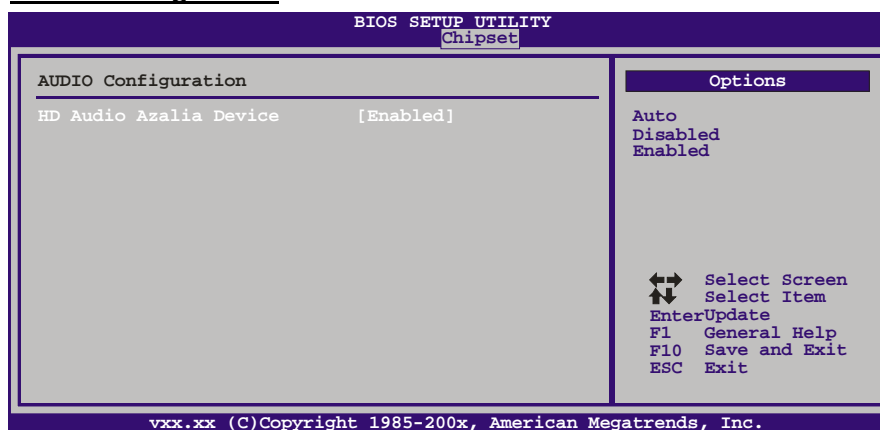 BIOS SETUP UTILITY
Chipset
AUDIO Configuration
HD Audio Azalia Device [Enabled]
Options
Auto
Disabled
Enabled
Select Screen
Select Item
EnterUpdate
F1 General Help
F10 Save and Exit
ESC Exit
vxx.xx (C)Copyright 1985-200x, American Megatrends, Inc.